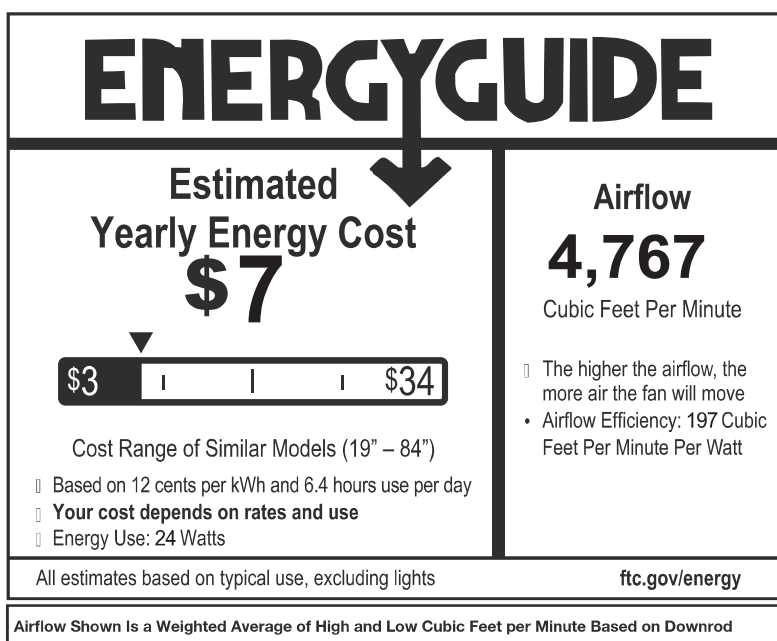 ENERGYGUIDE
Estimated
Yearly Energy Cost
$7
$3
$34
Cost Range of Similar Models (19” – 84”)
Based on 12 cents per kWh and 6.4 hours use per day
Your cost depends on rates and use
Energy Use: 24 Watts
Airflow
4,767
Cubic Feet Per Minute
The higher the airflow, the
more air the fan will move
• Airflow Efficiency: 197 Cubic
Feet Per Minute Per Watt
All estimates based on typical use, excluding lights
ftc.gov/energy
Airflow Shown Is a Weighted Average of High and Low Cubic Feet per Minute Based on Downrod